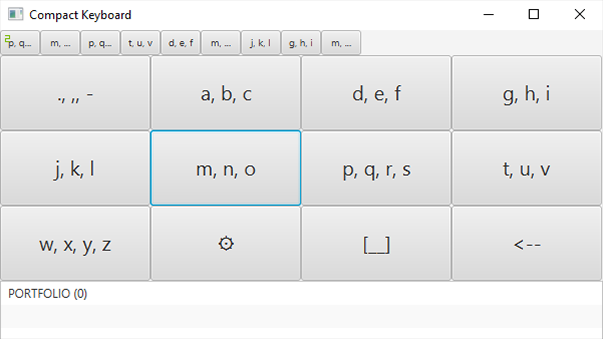 Compact Keyboard
p, q... m, ... p, q... t, u, v d, e, f m, ... j, k, l g, h, i m, ...
., ,, - a, b, c d, e, f g, h, i
j, k, l m, n, o p, q, r, s t, u, v
w, x, y, z ⚙ [__] <--
PORTFOLIO (0)